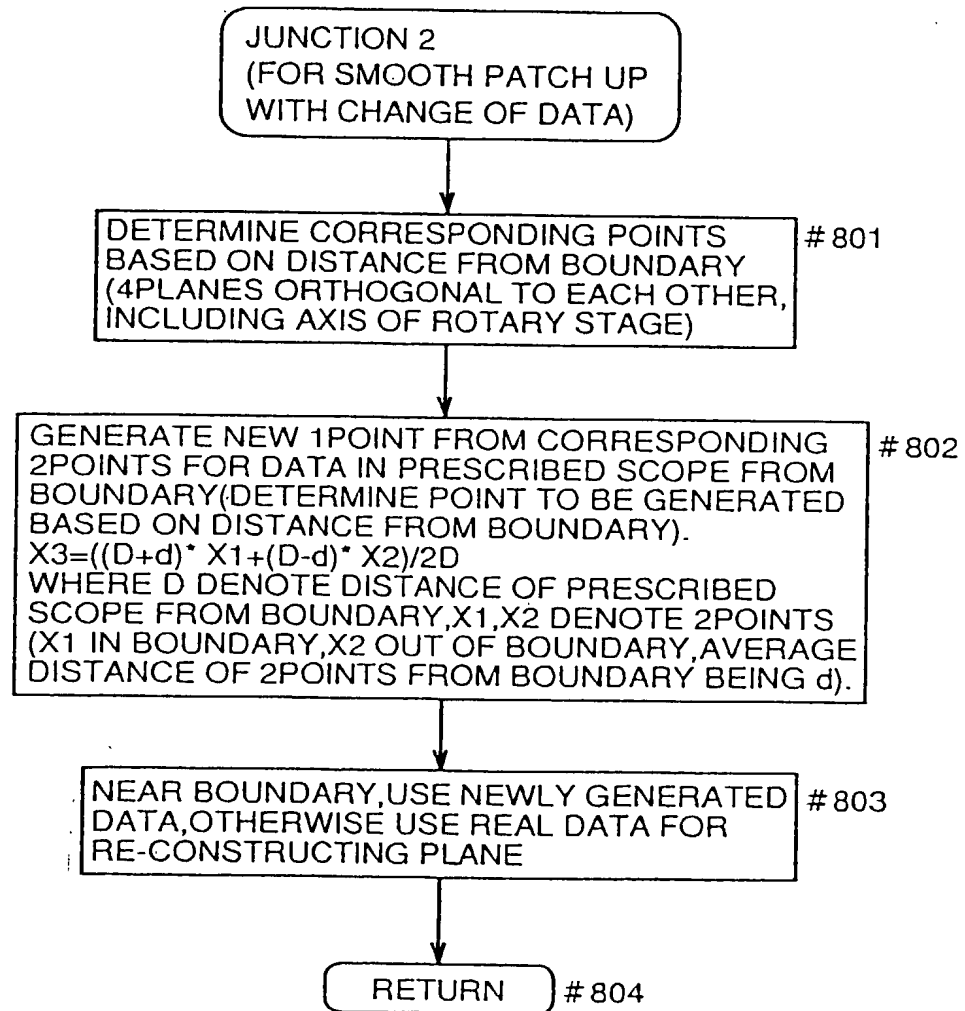 JUNCTION 2
(FOR SMOOTH PATCH UP
WITH CHANGE OF DATA)
DETERMINE CORRESPONDING POINTS
BASED ON DISTANCE FROM BOUNDARY
(4PLANES ORTHOGONAL TO EACH OTHER,
INCLUDING AXIS OF ROTARY STAGE)
#801
GENERATE NEW 1POINT FROM CORRESPONDING
2POINTS FOR DATA IN PRESCRIBED SCOPE FROM
BOUNDARY(DETERMINE POINT TO BE GENERATED
BASED ON DISTANCE FROM BOUNDARY).
X3=((D+d)* X1+(D-d)* X2)/2D
WHERE D DENOTE DISTANCE OF PRESCRIBED
SCOPE FROM BOUNDARY,X1,X2 DENOTE 2POINTS
(X1 IN BOUNDARY,X2 OUT OF BOUNDARY,AVERAGE
DISTANCE OF 2POINTS FROM BOUNDARY BEING d).
#802
NEAR BOUNDARY,USE NEWLY GENERATED
DATA,OTHERWISE USE REAL DATA FOR
RE-CONSTRUCTING PLANE
#803
RETURN
#804